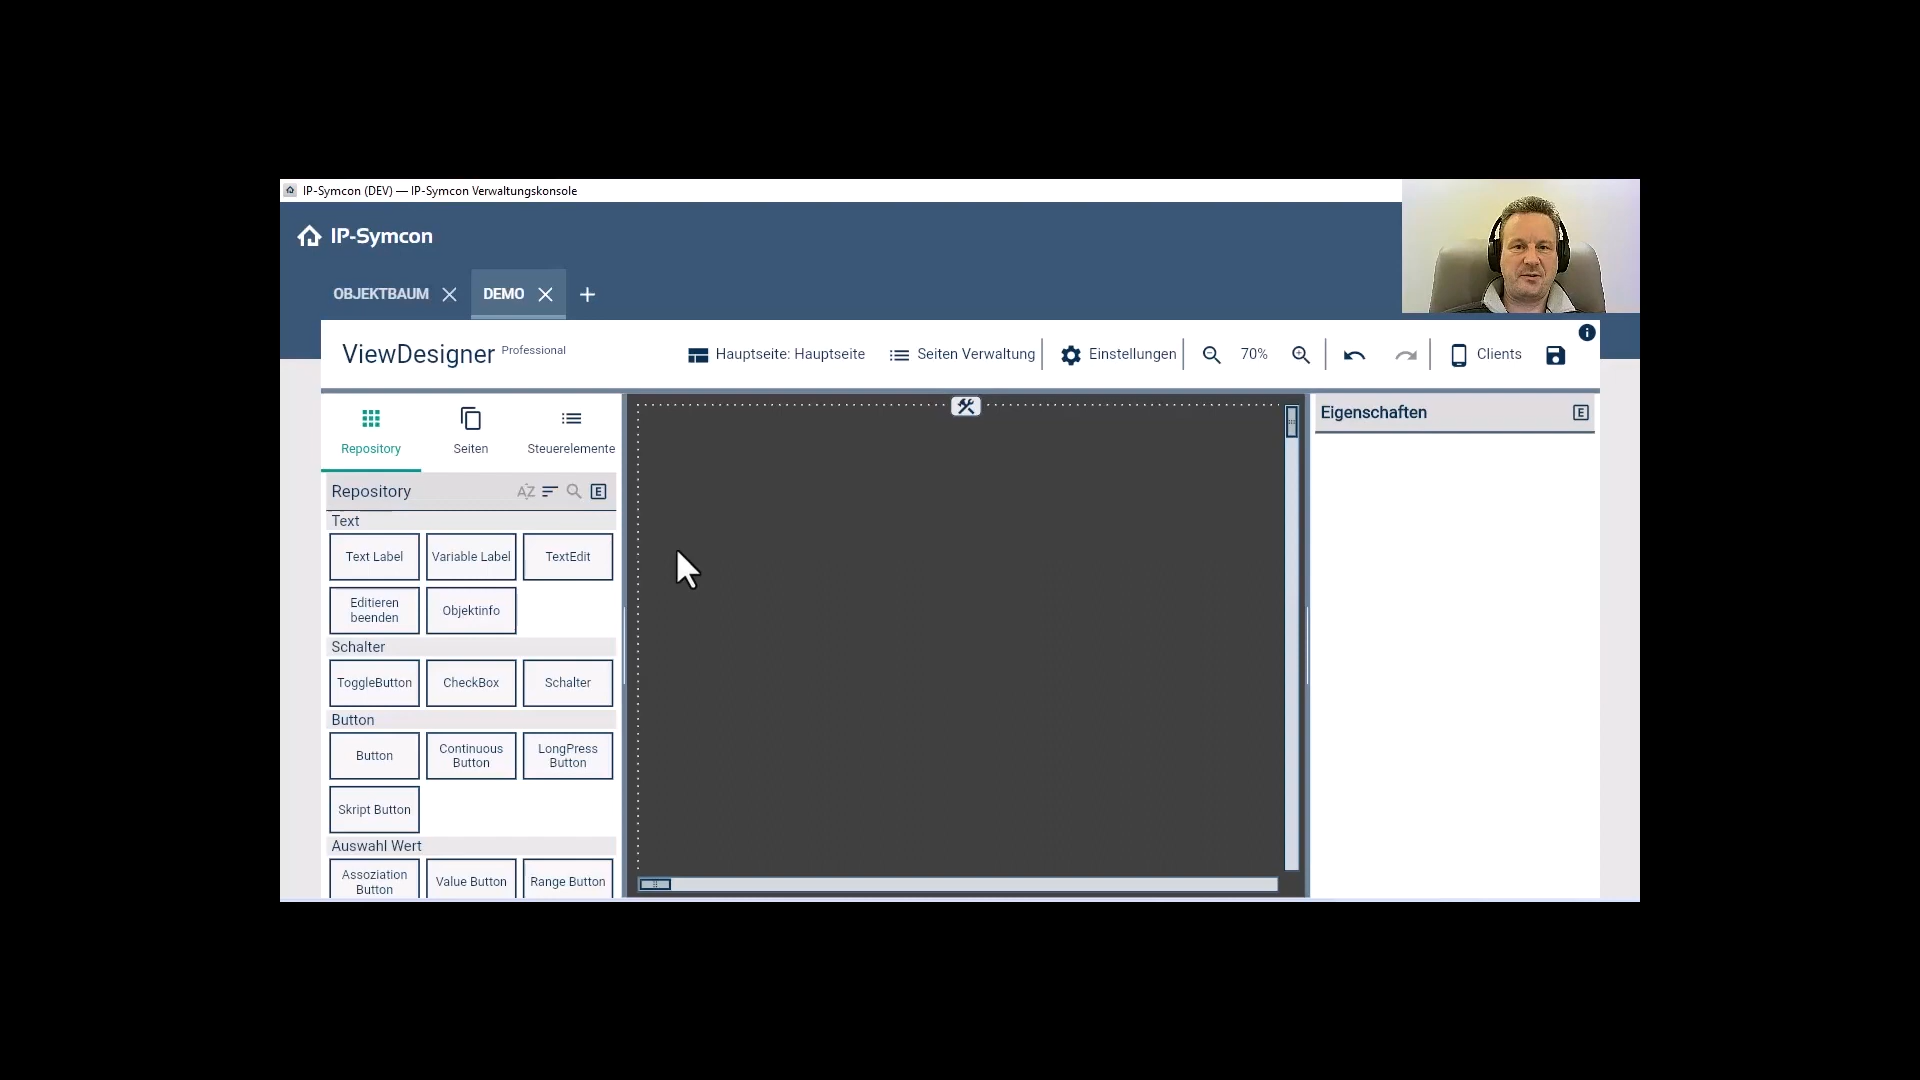 IP-Symcon (DEV) — IP-Symcon Verwaltungskonsole
IP-Symcon
OBJEKTBAUM
DEMO
ViewDesigner Professional
Hauptseite: Hauptseite
Seiten Verwaltung
Einstellungen
70%
Clients
Repository
Seiten
Steuerelemente
Eigenschaften
E
Repository
AZ
E
Text
Text Label
Variable Label
TextEdit
Editieren
beenden
Objektinfo
Schalter
ToggleButton
CheckBox
Schalter
Button
Button
Continuous
Button
LongPress
Button
Skript Button
Auswahl Wert
Assoziation
Button
Value Button
Range Button